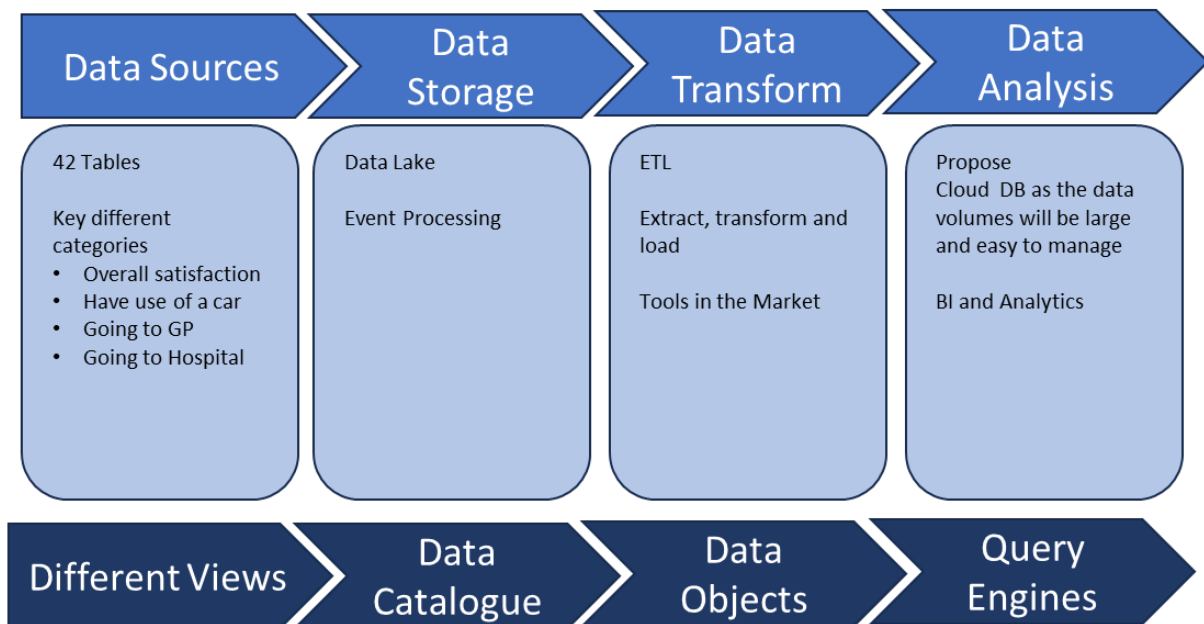 Data Sources
Data
Storage
Data
Transform
Data
Analysis
42 Tables
Key different
categories
• Overall satisfaction
• Have use of a car
• Going to GP
• Going to Hospital
Data Lake
Event Processing
ETL
Extract, transform and
load
Tools in the Market
Propose
Cloud DB as the data
volumes will be large
and easy to manage
BI and Analytics
Different Views
Data
Catalogue
Data
Objects
Query
Engines